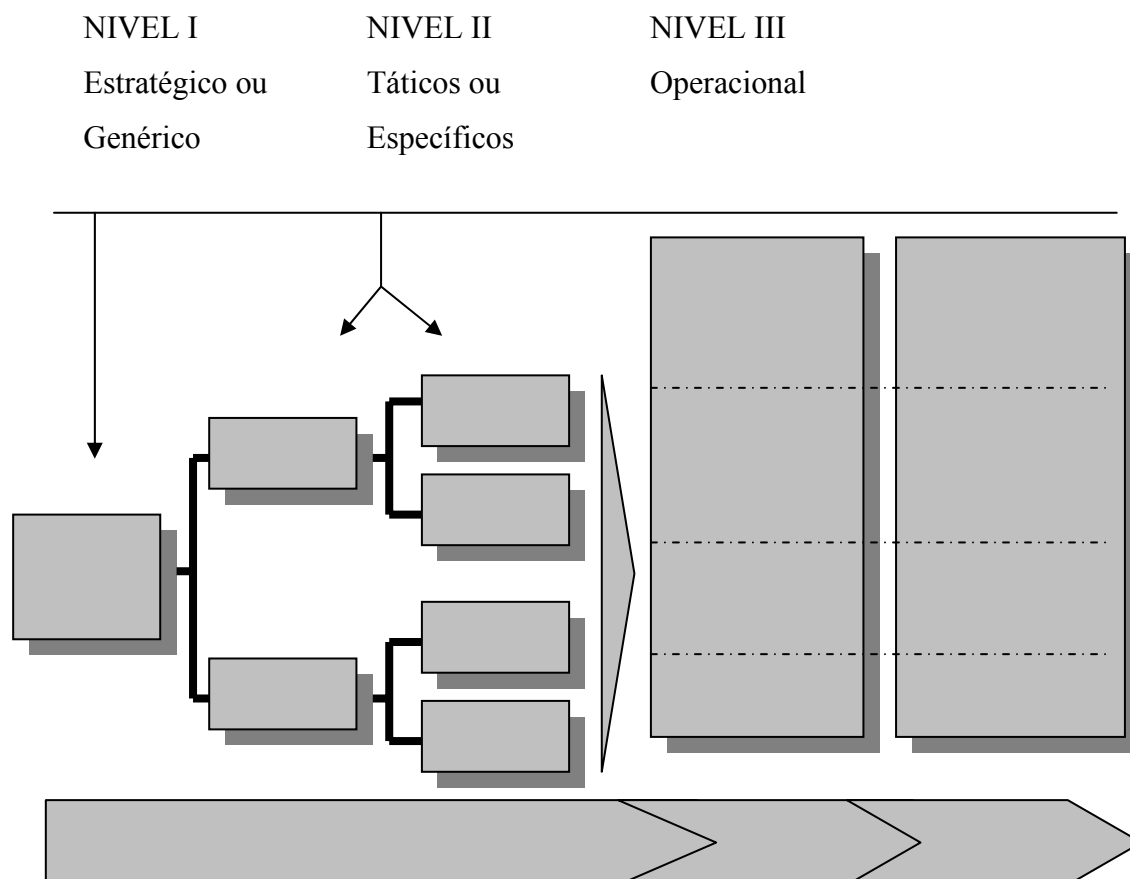 NIVEL I
Estratégico ou
Genérico
NIVEL II
Táticos ou
Específicos
NIVEL III
Operacional